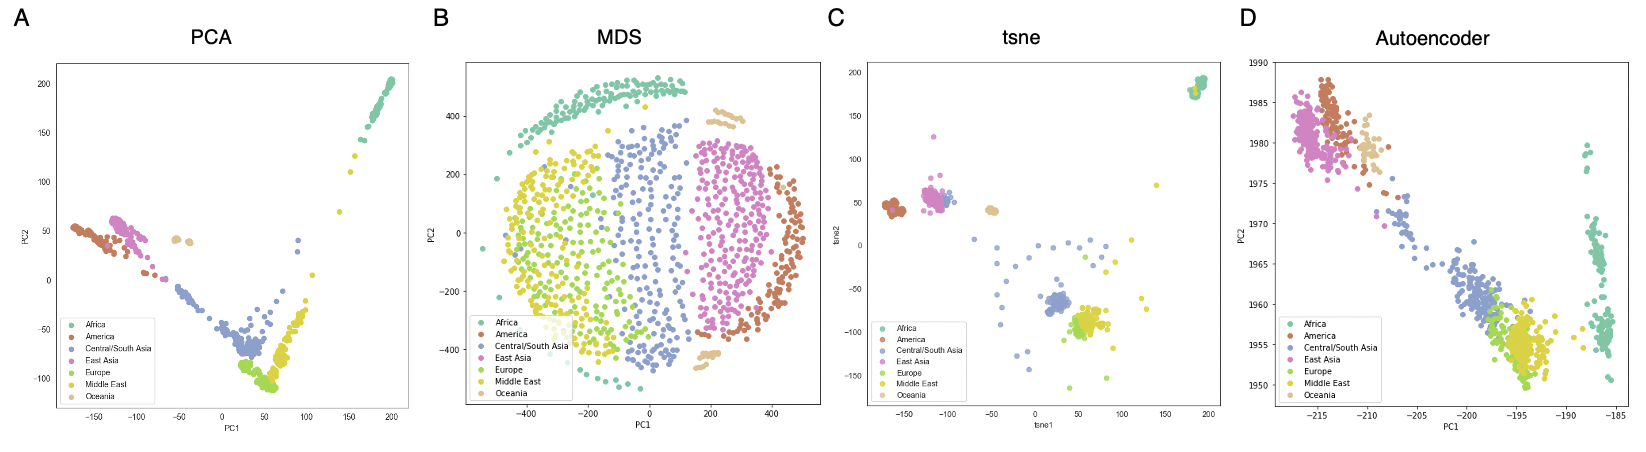 A
PCA
200
150
100
50
0
−50
−100
PC2
−150
−100
−50
0
50
100
150
200
PC1
Africa
America
Central/South Asia
East Asia
Europe
Middle East
Oceania
B
MDS
400
200
0
−200
−400
PC2
−400
−200
0
200
400
PC1
Africa
America
Central/South Asia
East Asia
Europe
Middle East
Oceania
C
tsne
200
150
100
50
0
−50
−100
−150
tsne2
−150
−100
−50
0
50
100
150
200
tsne1
Africa
America
Central/South Asia
East Asia
Europe
Middle East
Oceania
D
Autoencoder
1990
1985
1980
1975
1970
1965
1960
1955
1950
PC2
−215
−210
−205
−200
−195
−190
−185
PC1
Africa
America
Central/South Asia
East Asia
Europe
Middle East
Oceania